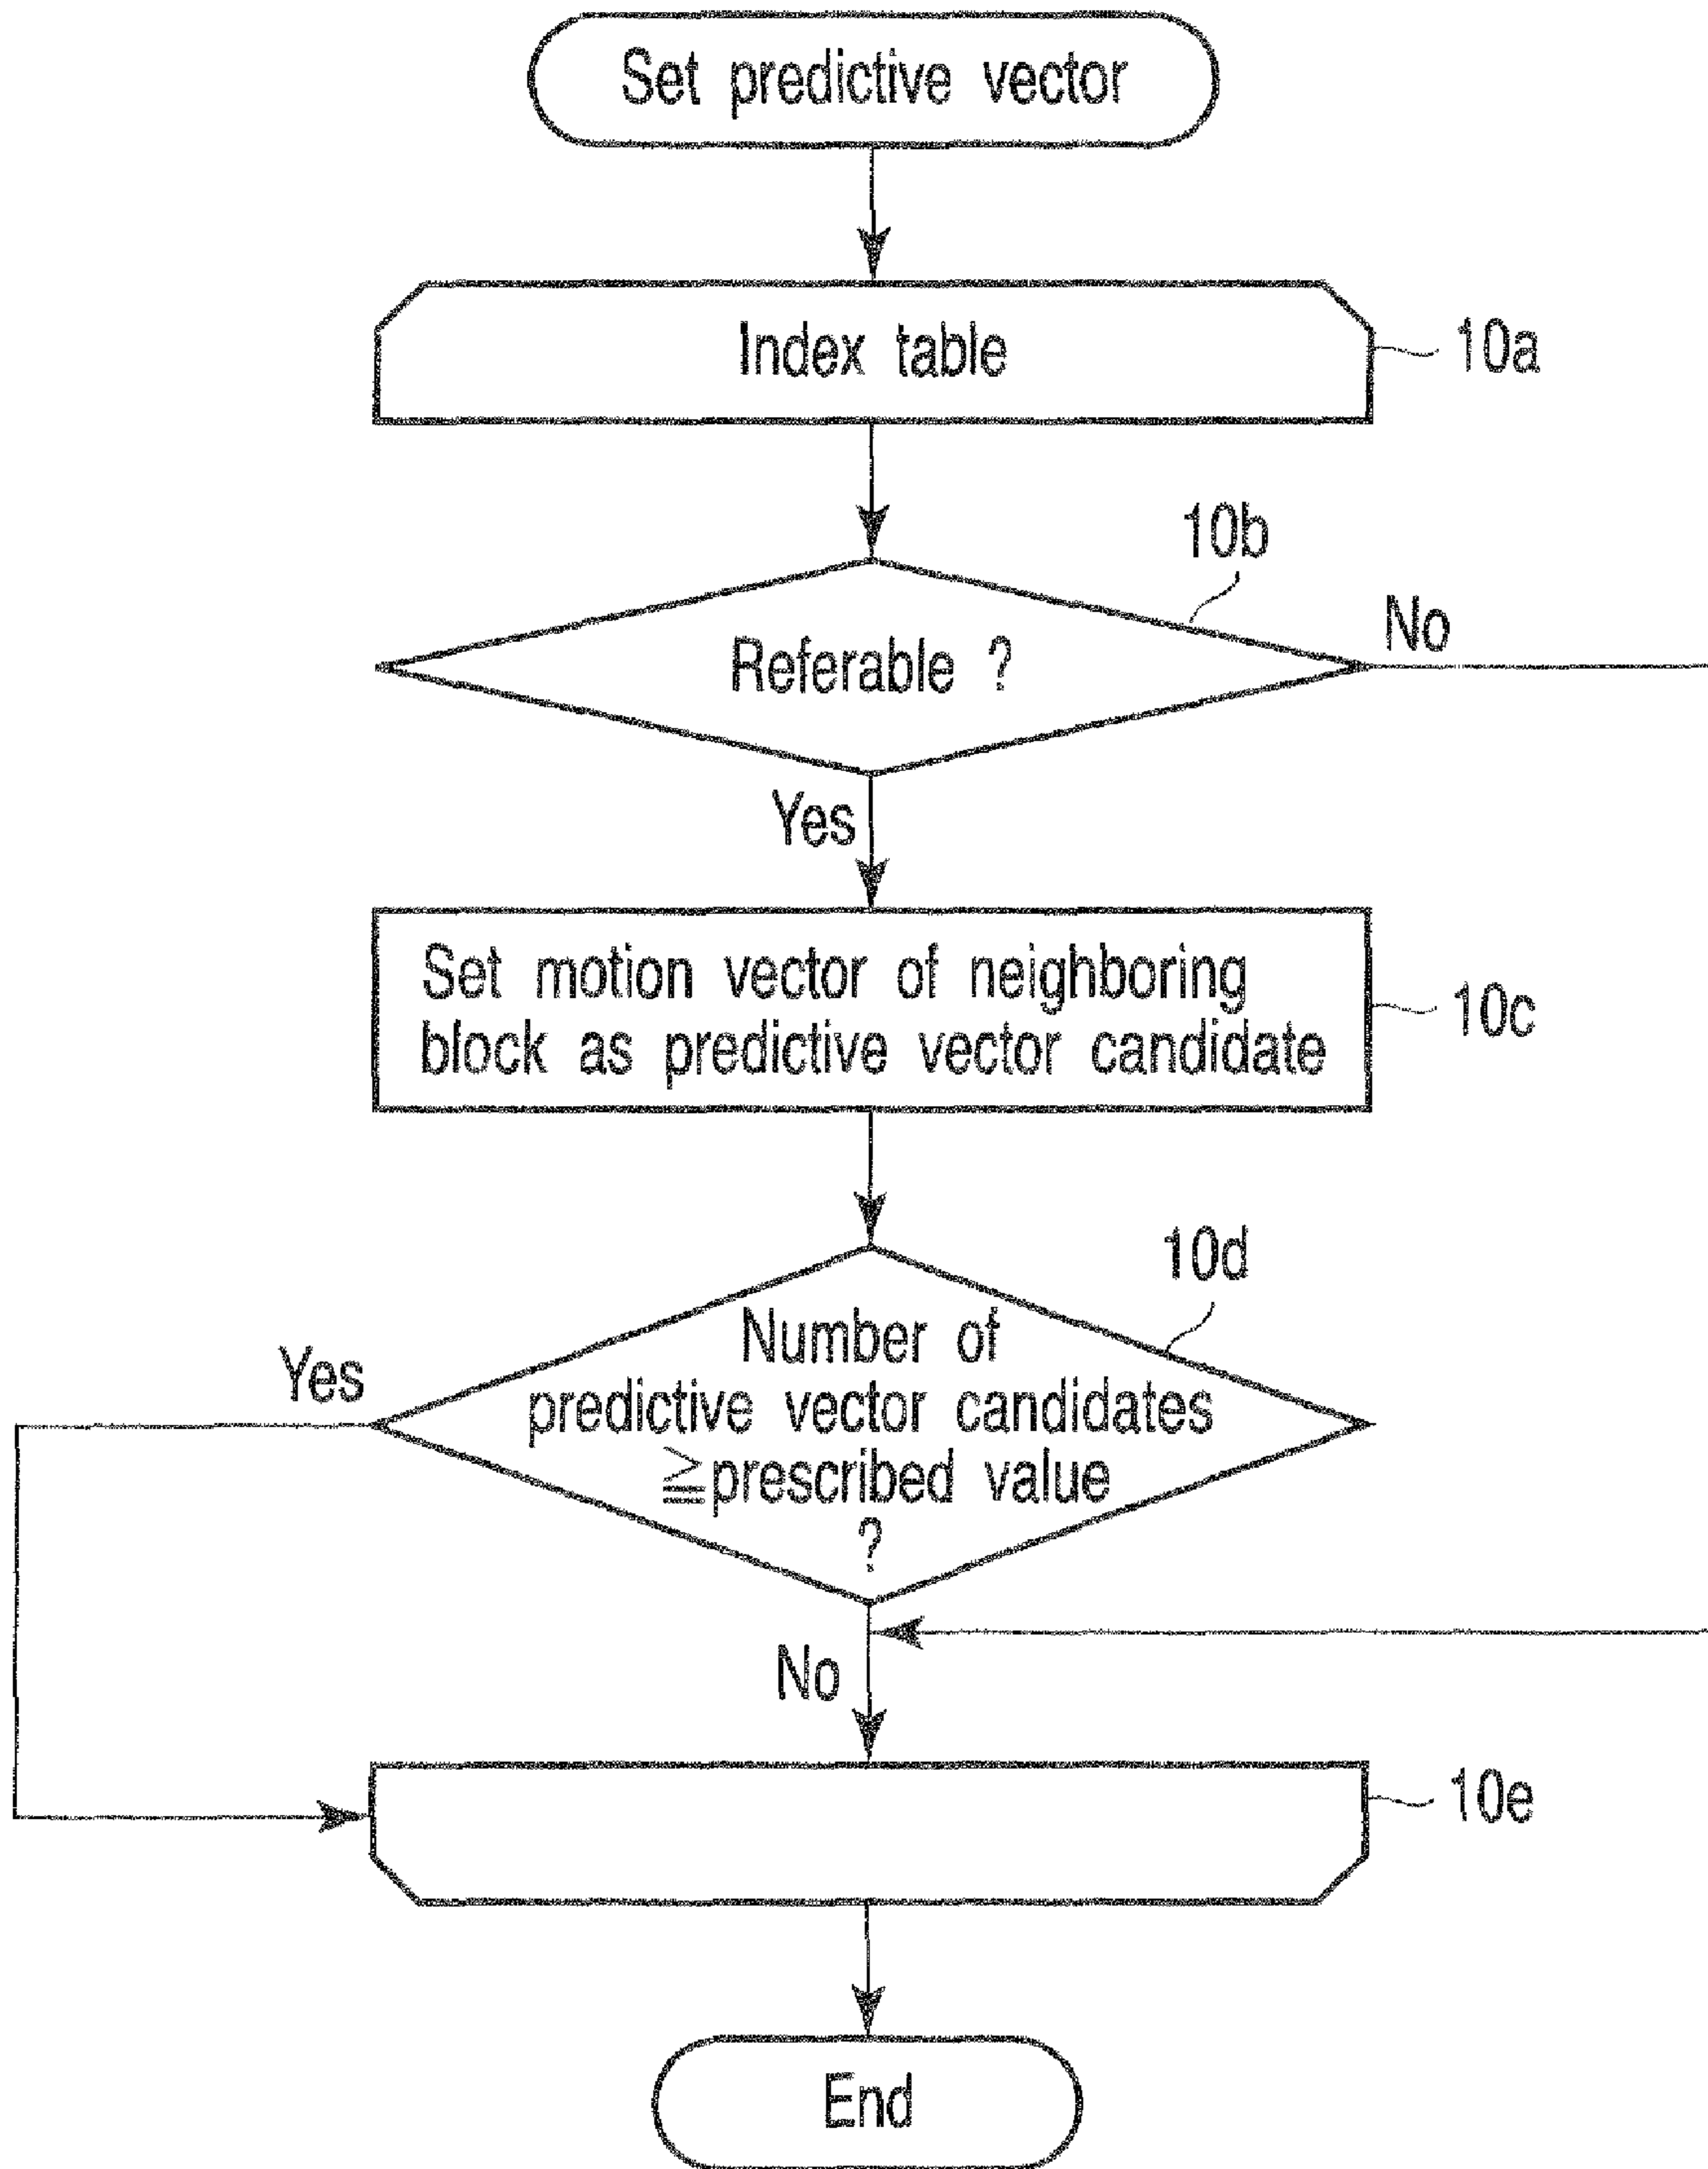 Set predictive vector
Index table
10a
10b
Referable ?
No
Yes
Set motion vector of neighboring
block as predictive vector candidate
10c
10d
Number of
predictive vector candidates
≧prescribed value
?
Yes
No
10e
End